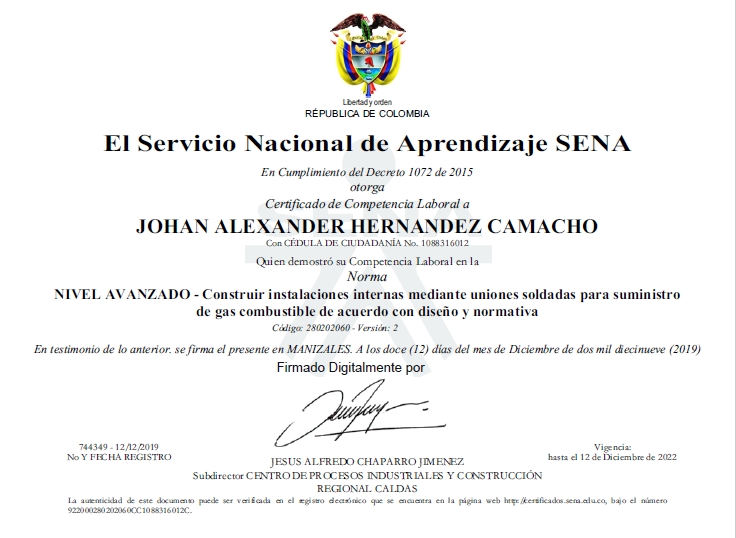 Libertad y orden
REPÚBLICA DE COLOMBIA
El Servicio Nacional de Aprendizaje SENA
En Cumplimiento del Decreto 1072 de 2015
otorga
Certificado de Competencia Laboral a
SENA
JOHAN ALEXANDER HERNANDEZ CAMACHO
Con CÉDULA DE CIUDADANÍA No. 1088316012
Quien demostró su Competencia Laboral en la
Norma
NIVEL AVANZADO - Construir instalaciones internas mediante uniones soldadas para suministro
de gas combustible de acuerdo con diseño y normativa
Código: 280202060 - Versión: 2
En testimonio de lo anterior. se firma el presente en MANIZALES. A los doce (12) días del mes de Diciembre de dos mil diecinueve (2019)
Firmado Digitalmente por
744349 - 12/12/2019
No Y FECHA REGISTRO
JESUS ALFREDO CHAPARRO JIMENEZ
Subdirector CENTRO DE PROCESOS INDUSTRIALES Y CONSTRUCCIÓN
REGIONAL CALDAS
Vigencia:
hasta el 12 de Diciembre de 2022
La autenticidad de este documento puede ser verificada en el registro electrónico que se encuentra en la página web http://certificados.sena.edu.co, bajo el número
922000280202060CC1088316012C.